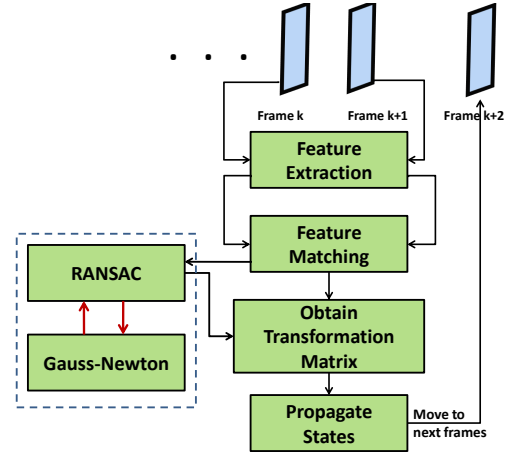 . . .
Frame k
Frame k+1
Frame k+2
Feature
Extraction
Feature
Matching
RANSAC
Obtain
Transformation
Matrix
Gauss-Newton
Propagate
States
Move to
next frames